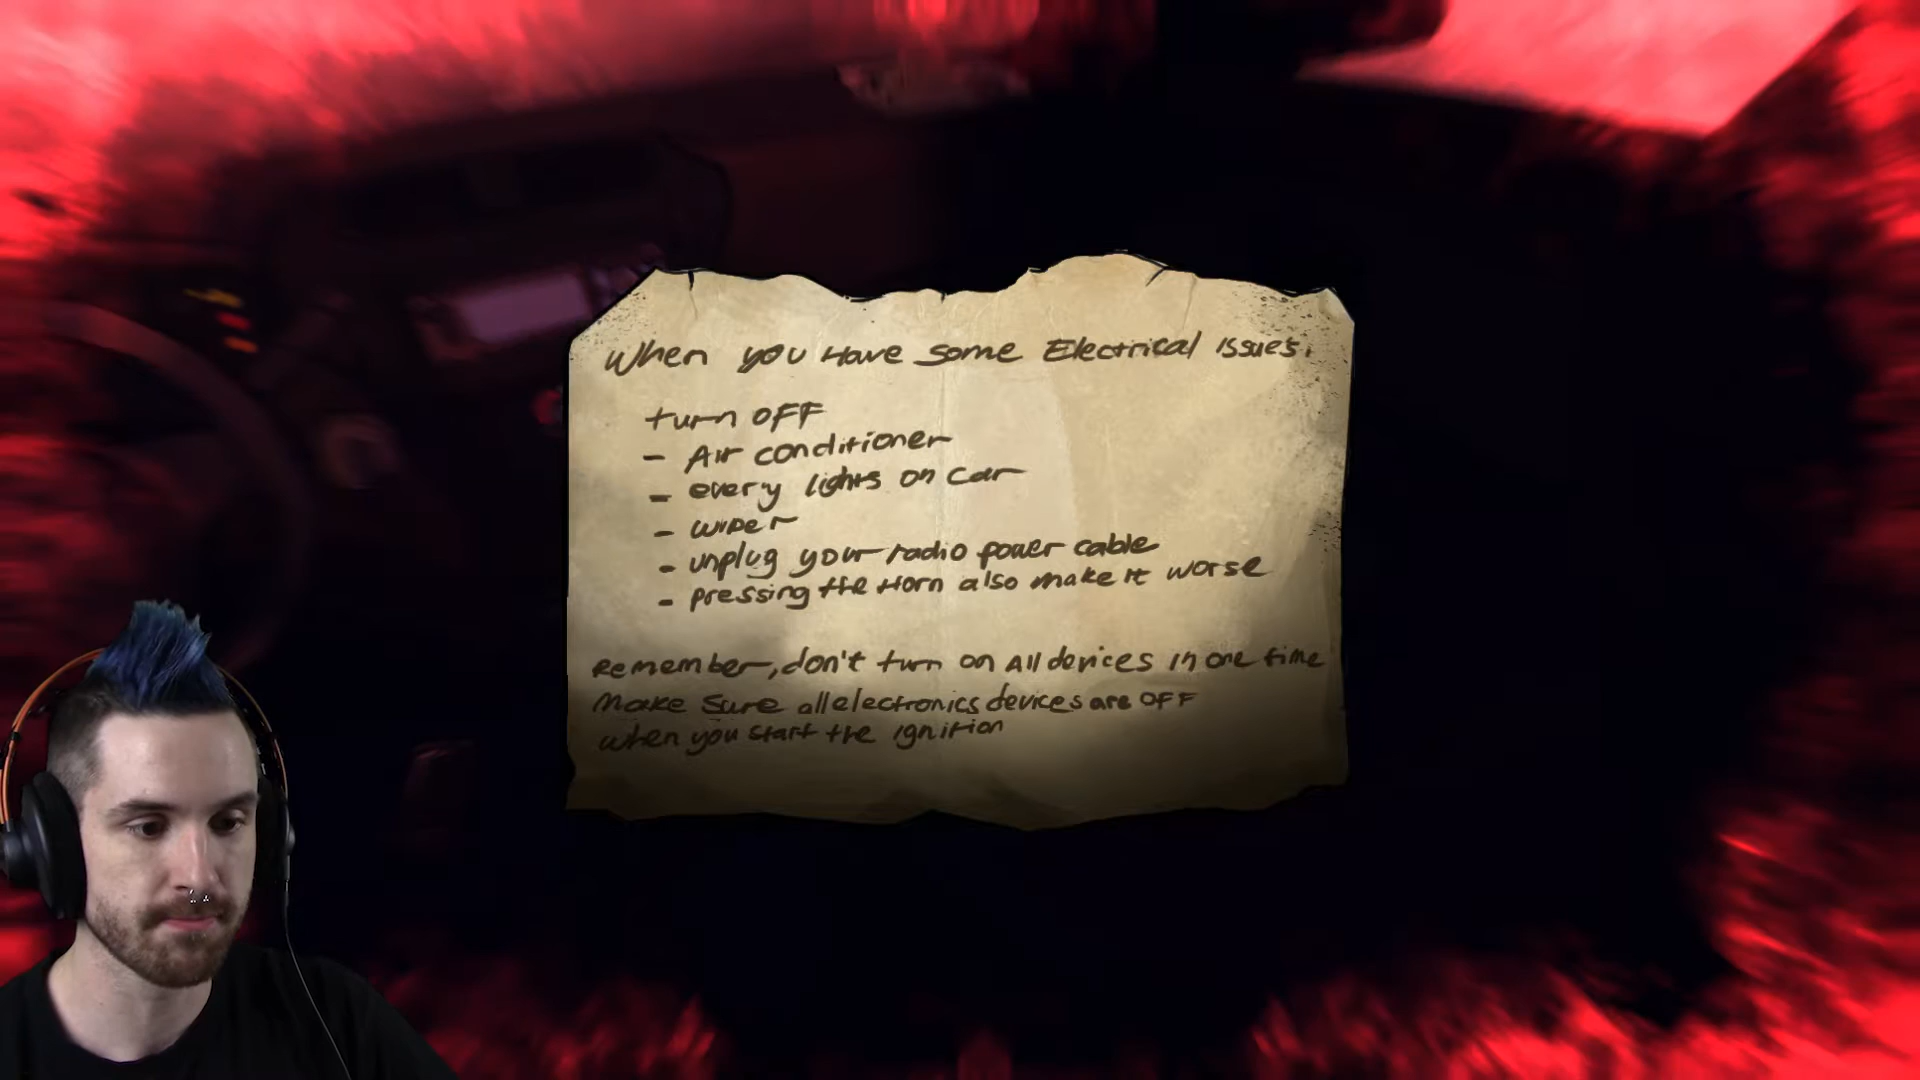 When you Have some Electrical issues.
turn OFF
- Air conditioner
- every lights on car
- wiper
- unplug your radio power cable
- pressing the Horn also make it worse
Remember, don't turn on All devices in one time
Make Sure all electronics devices are OFF
when you start the ignition